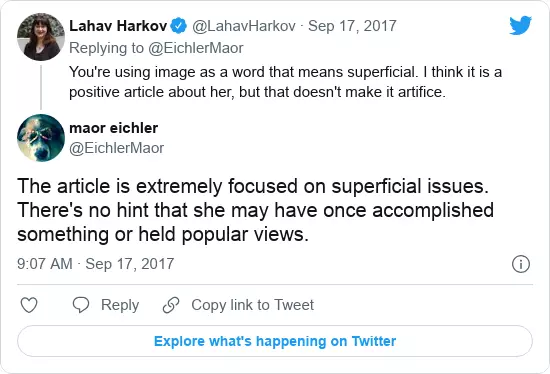 Lahav Harkov @LahavHarkov · Sep 17, 2017
Replying to @EichlerMaor
You're using image as a word that means superficial. I think it is a
positive article about her, but that doesn't make it artifice.
maor eichler
@EichlerMaor
The article is extremely focused on superficial issues.
There's no hint that she may have once accomplished
something or held popular views.
9:07 AM · Sep 17, 2017
Reply Copy link to Tweet
Explore what's happening on Twitter